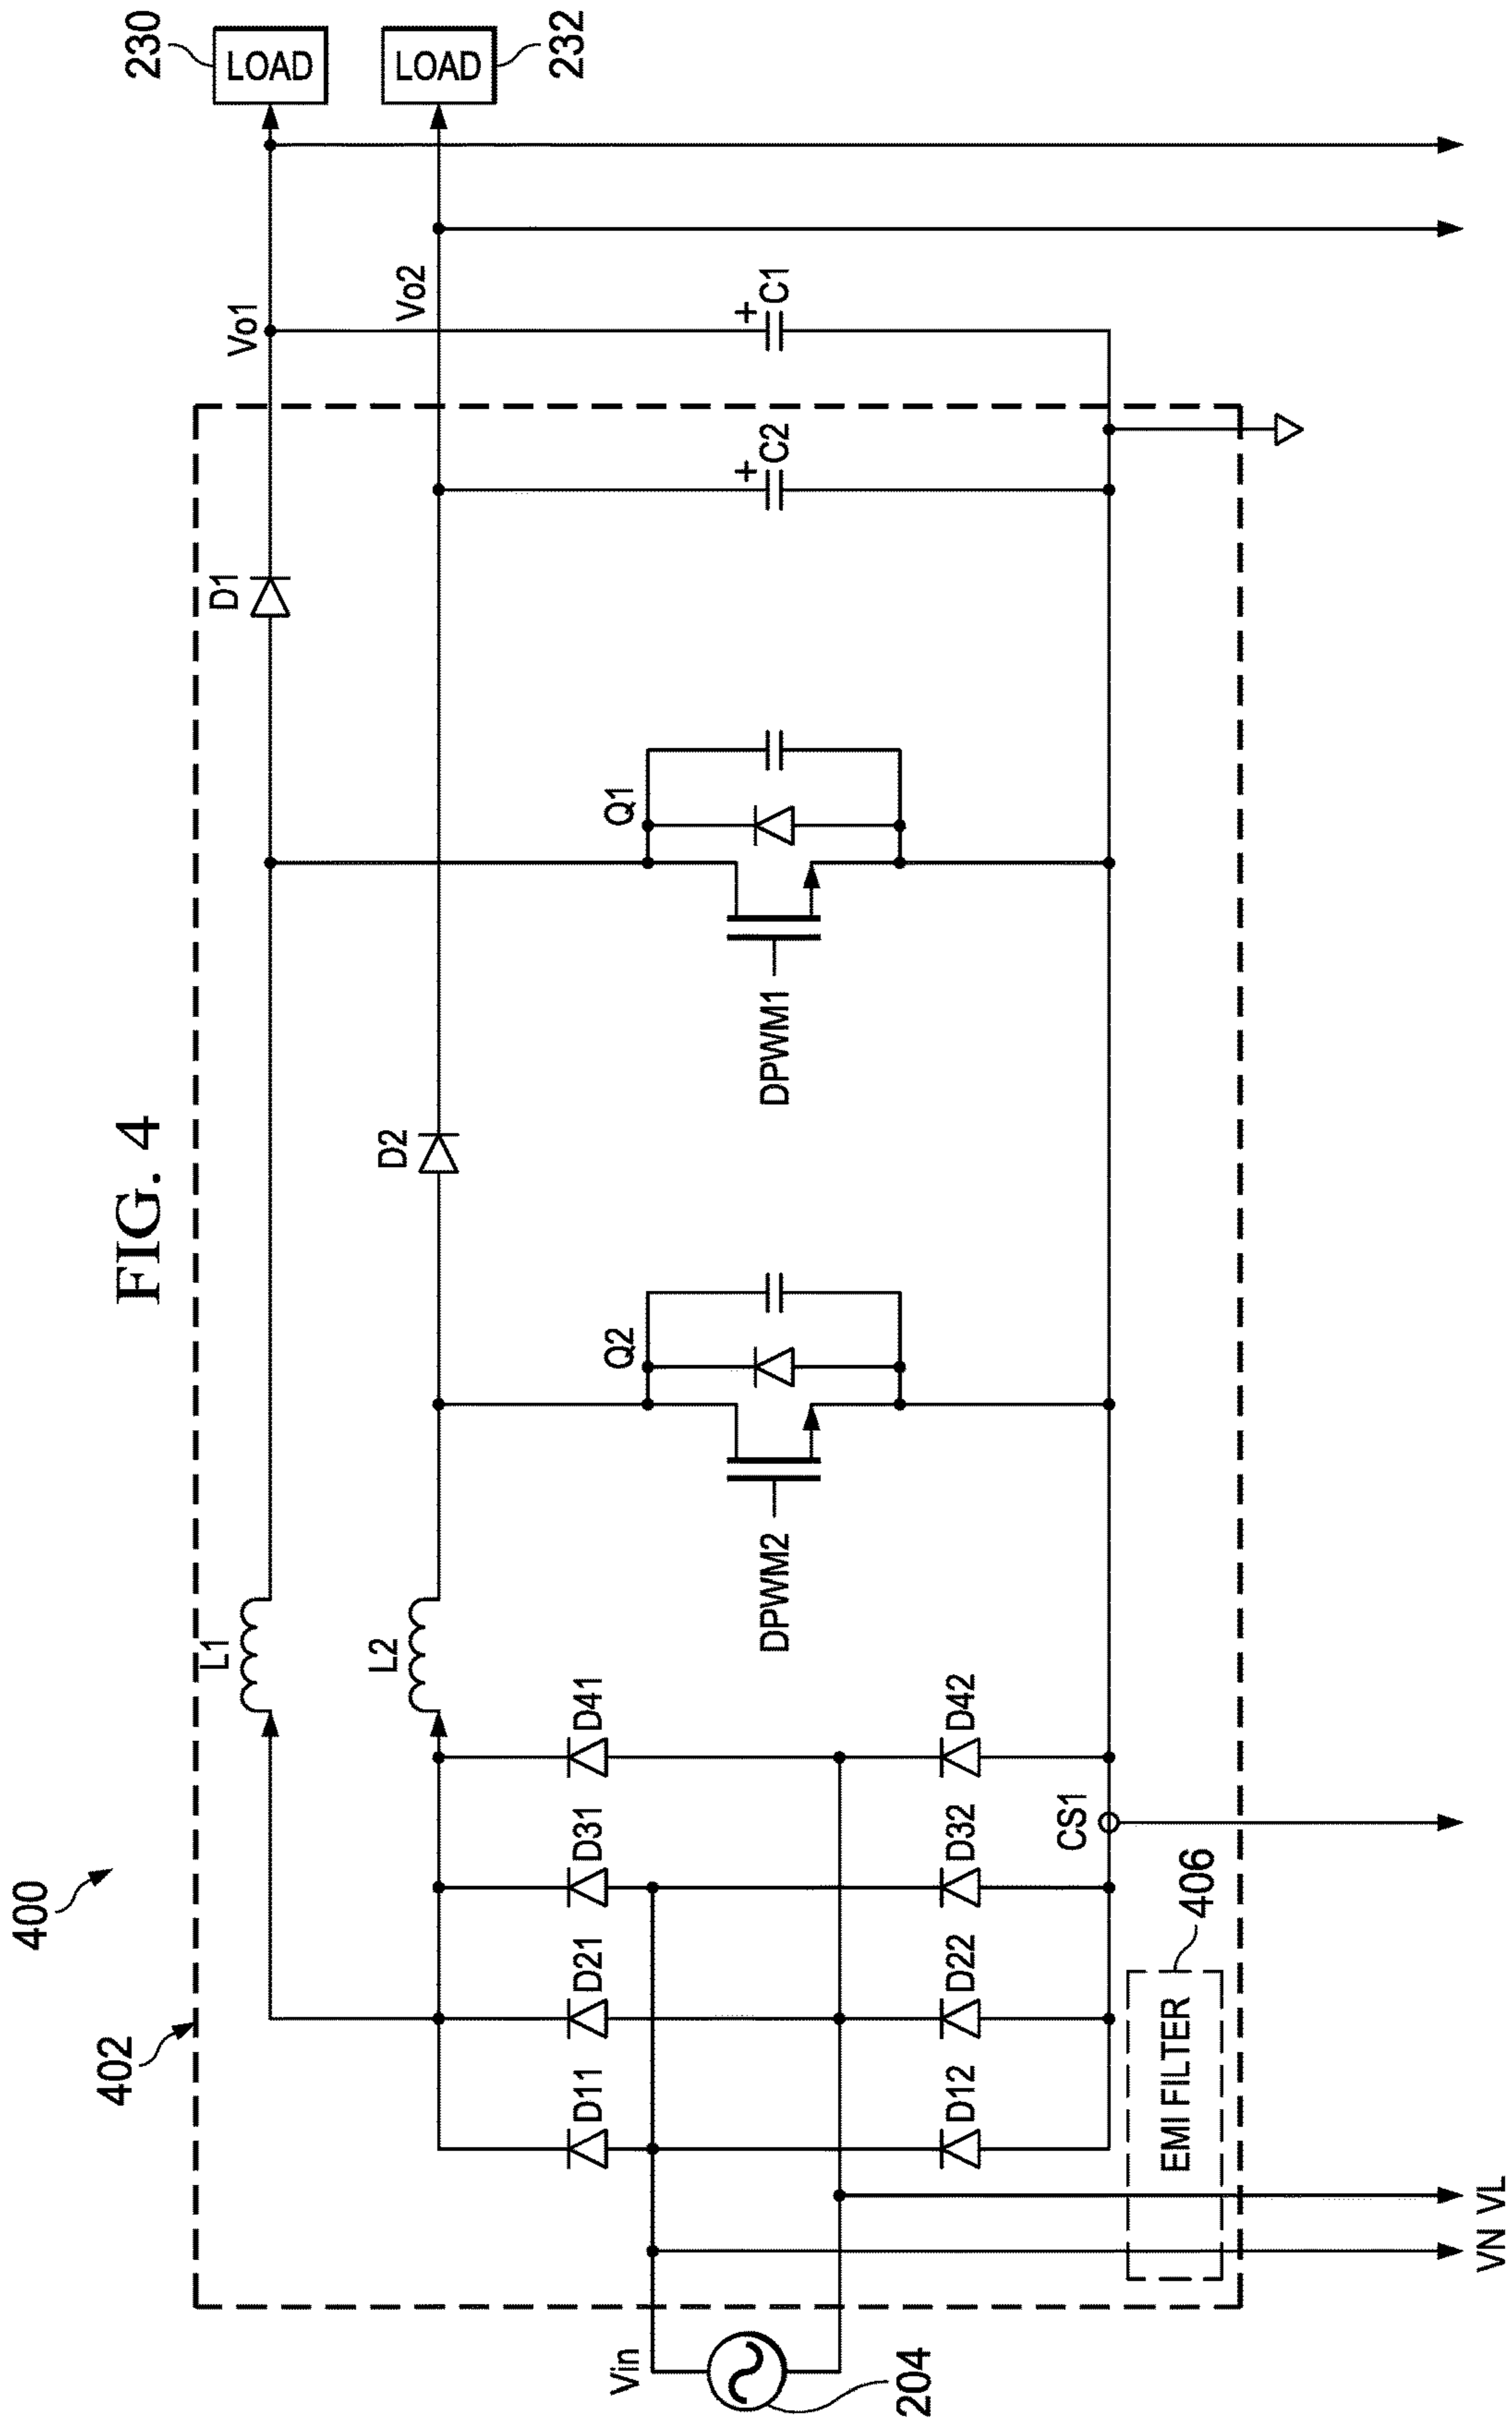 FIG. 4
400
402
L1
D1
Vo1
230
LOAD
L2
D2
Vo2
LOAD
232
D11
D21
D31
D41
Q2
Q1
Vin
DPWM2
DPWM1
C2
+
C1
+
204
D12
D22
D32
D42
CS1
EMI FILTER
406
VN
VL